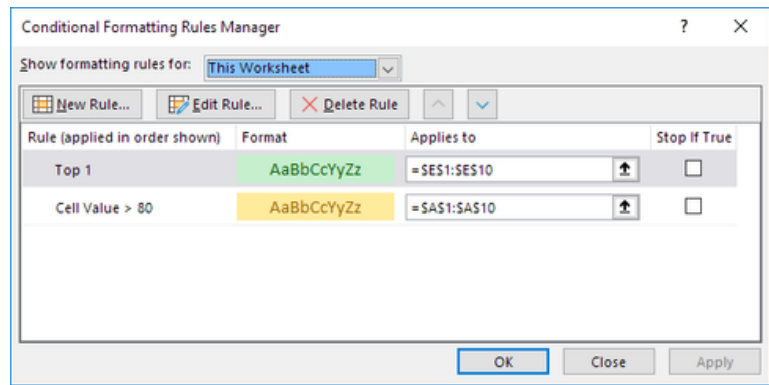 Conditional Formatting Rules Manager ?
Show formatting rules for: This Worksheet
New Rule... Edit Rule... Delete Rule
Rule (applied in order shown) Format Applies to Stop If True
Top 1 AaBbCcYyZz =$E$1:$E$10
Cell Value > 80 AaBbCcYyZz =$A$1:$A$10
OK Close Apply